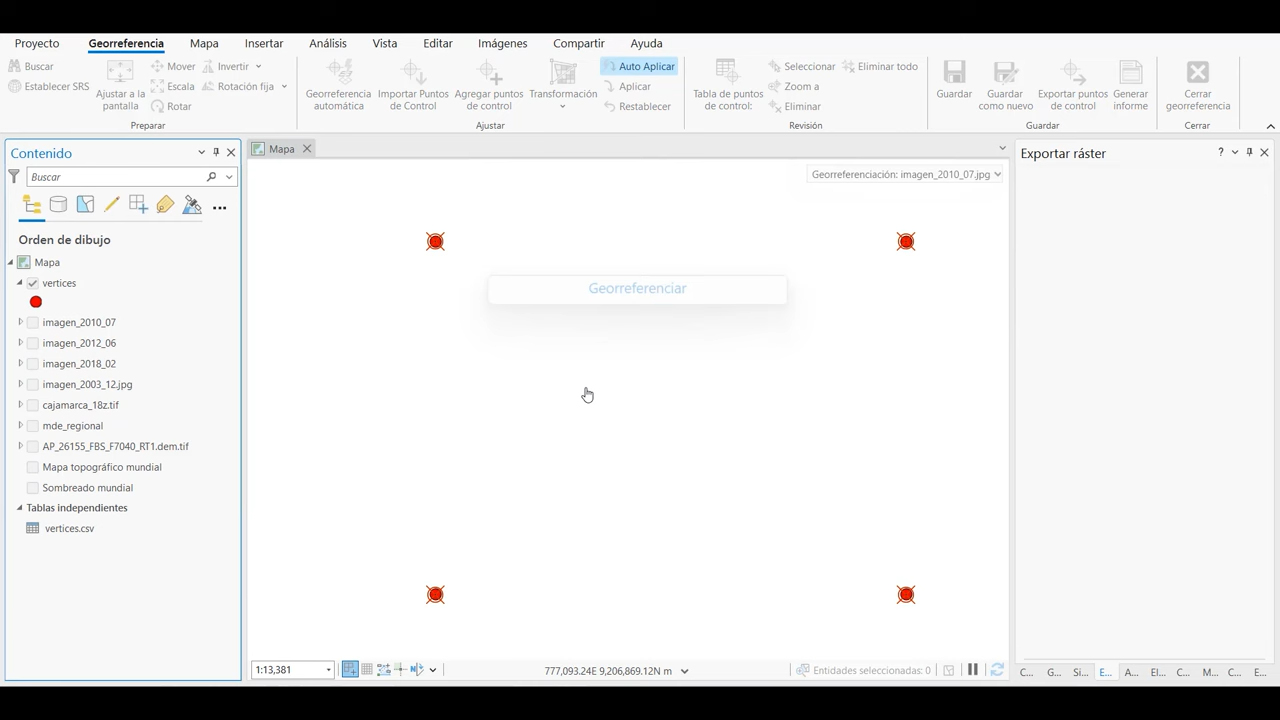 Proyecto Georreferencia Mapa Insertar Análisis Vista Editar Imágenes Compartir Ayuda
Buscar
Establecer SRS
Ajustar a la pantalla
Mover
Escala
Rotar
Invertir
Rotación fija
Preparar
Georreferencia automática
Importar Puntos de Control
Agregar puntos de control
Transformación
Auto Aplicar
Aplicar
Restablecer
Ajustar
Tabla de puntos de control:
Seleccionar
Zoom a
Eliminar
Eliminar todo
Revisión
Guardar
Guardar como nuevo
Exportar puntos de control
Generar informe
Guardar
Cerrar georreferencia
Cerrar
Contenido
Buscar
Orden de dibujo
Mapa
vertices
imagen_2010_07
imagen_2012_06
imagen_2018_02
imagen_2003_12.jpg
cajamarca_18z.tif
mde_regional
AP_26155_FBS_F7040_RT1.dem.tif
Mapa topográfico mundial
Sombreado mundial
Tablas independientes
vertices.csv
Mapa
Georreferenciación: imagen_2010_07.jpg
Georreferenciar
1:13,381
777,093.24E 9,206,869.12N m
Entidades seleccionadas: 0
Exportar ráster
?
C... G... Si... E... A... El... C... M... C... E...